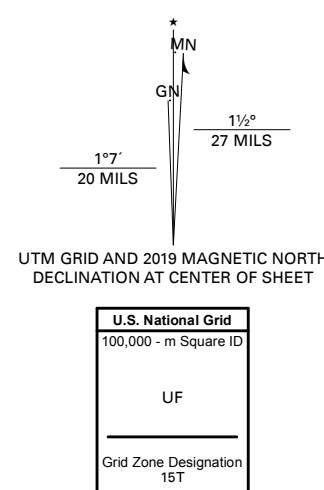 ★
MN
GN
1½°
27 MILS
1°7´
20 MILS
UTM GRID AND 2019 MAGNETIC NORTH
DECLINATION AT CENTER OF SHEET
U.S. National Grid
100,000 - m Square ID
UF
Grid Zone Designation
15T